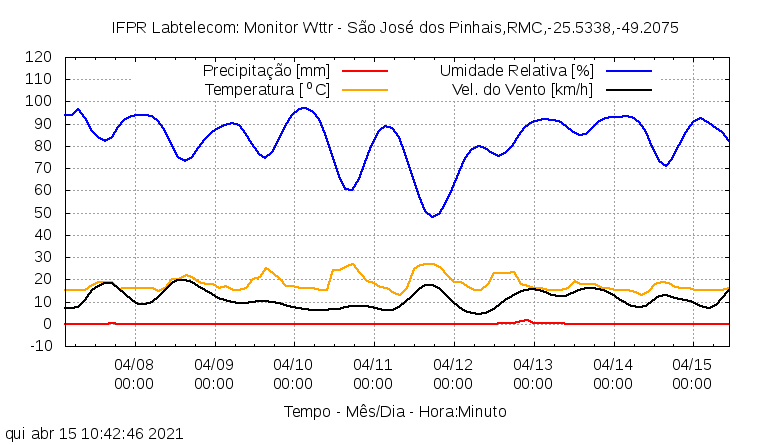 IFPR Labtelecom: Monitor Wttr - São José dos Pinhais,RMC,-25.5338,-49.2075
120
110
100
90
80
70
60
50
40
30
20
10
0
-10
Precipitação [mm]
Temperatura [ ⁰C]
Umidade Relativa [%]
Vel. do Vento [km/h]
04/08 04/09 04/10 04/11 04/12 04/13 04/14 04/15
00:00 00:00 00:00 00:00 00:00 00:00 00:00 00:00
Tempo - Mês/Dia - Hora:Minuto
qui abr 15 10:42:46 2021